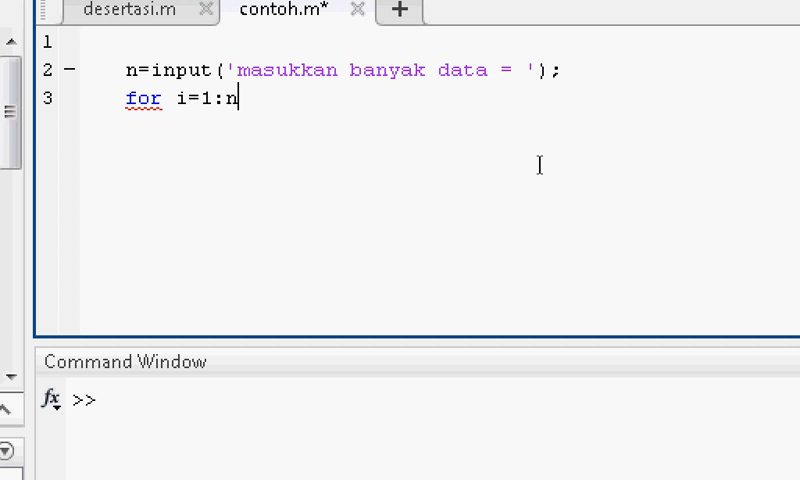 desertasi.m contoh.m*
1
2 – n=input('masukkan banyak data = ');
3 for i=1:n
Command Window
fx >>